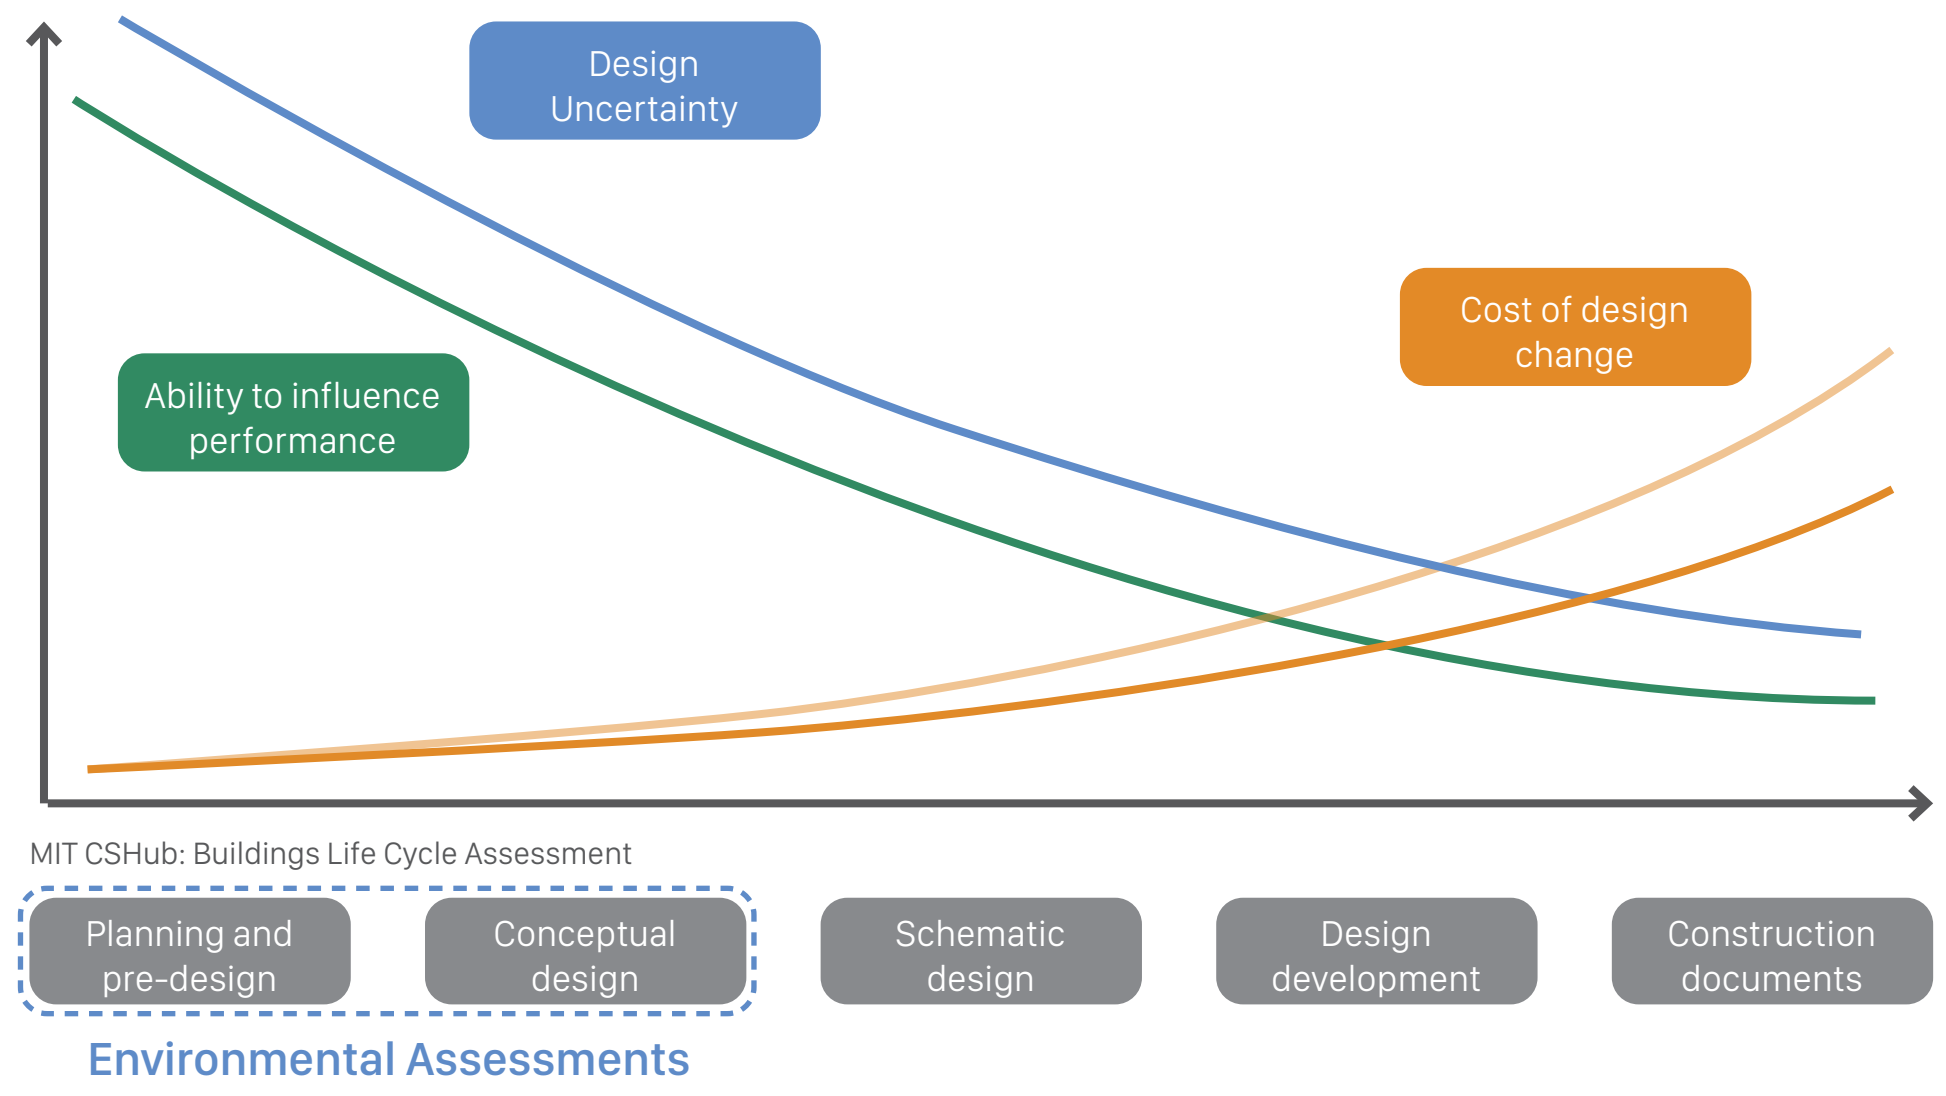 Design
Uncertainty
Cost of design
change
Ability to influence
performance
MIT CSHub: Buildings Life Cycle Assessment
Planning and
pre-design
Conceptual
design
Schematic
design
Design
development
Construction
documents
Environmental Assessments